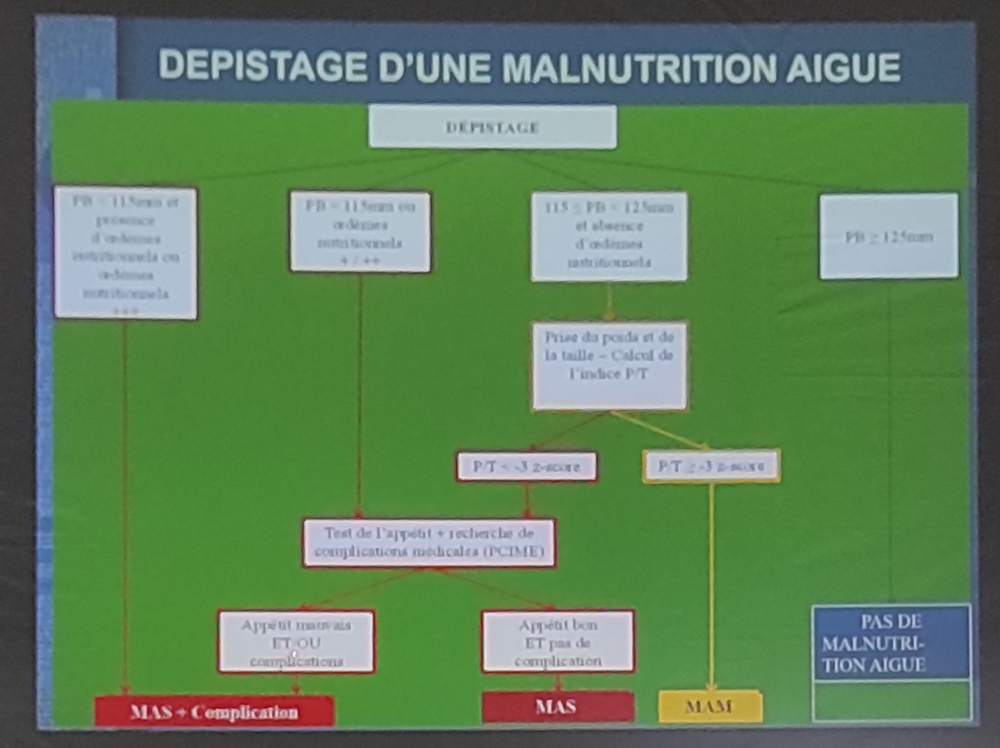 DEPISTAGE D'UNE MALNUTRITION AIGUE
DÉPISTAGE
PB < 115mm et
présence
d'œdèmes
nutritionnels ou
œdèmes
nutritionnels
+++
PB < 115mm ou
œdèmes
nutritionnels
+ / ++
115 ≤ PB < 125mm
et absence
d'œdèmes
nutritionnels
PB ≥ 125mm
Prise du poids et de
la taille – Calcul de
l'indice P/T
P/T < -3 z-score
P/T ≥ -3 z-score
Test de l'appétit + recherche de
complications médicales (PCIME)
Appétit mauvais
ET/OU
complications
Appétit bon
ET pas de
complication
PAS DE
MALNUTRI-
TION AIGUE
MAS + Complication
MAS
MAM